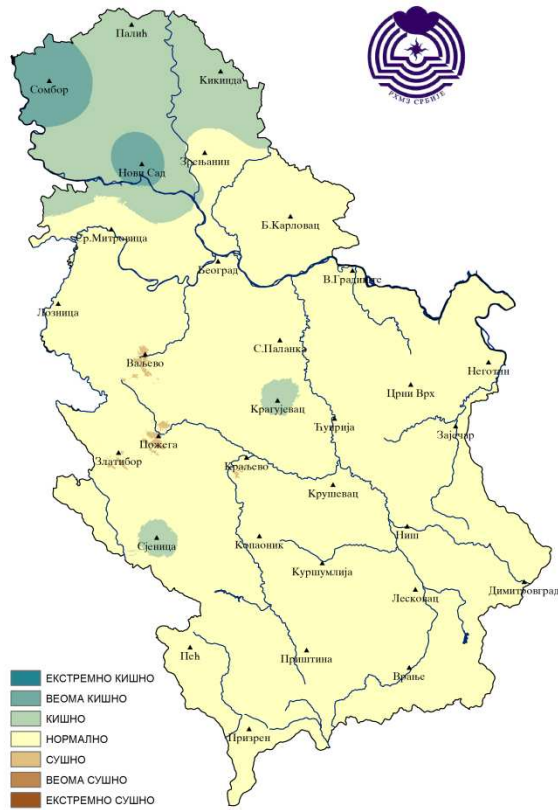 Палић
Сомбор
Кикинда
РХМЗ СРБИЈЕ
Зрењанин
Нови Сад
Б.Карловац
Ср.Митровица
Београд
В.Градиште
Лозница
С.Паланка
Ваљево
Неготин
Црни Врх
Крагујевац
Ћуприја
Зајечар
Пожега
Златибор
Краљево
Крушевац
Ниш
Сјеница
Копаоник
Куршумлија
Димитровград
Лесковац
Пећ
Приштина
Врање
Призрен
ЕКСТРЕМНО КИШНО
ВЕОМА КИШНО
КИШНО
НОРМАЛНО
СУШНО
ВЕОМА СУШНО
ЕКСТРЕМНО СУШНО